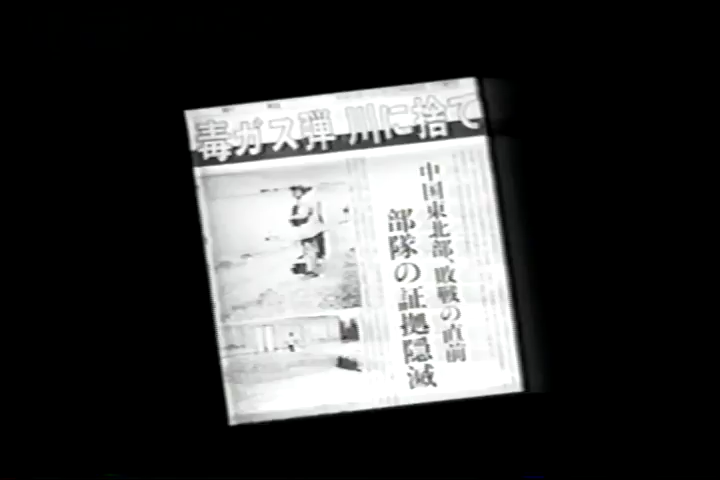 毒ガス弾 川に捨て
中国東北部、敗戦の直前
部隊の証拠隠滅